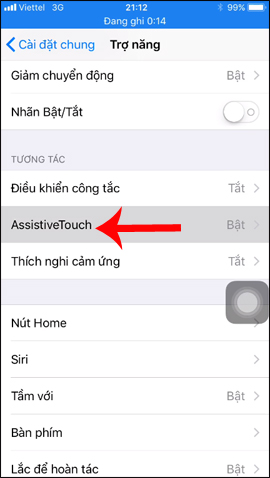 Viettel 3G 21:12 99%
Đang ghi 0:14
Cài đặt chung Trợ năng
Giảm chuyển động Bật
Nhãn Bật/Tắt
TƯƠNG TÁC
Điều khiển công tắc Tắt
AssistiveTouch Bật
Thích nghi cảm ứng Tắt
Nút Home
Siri
Tầm với Bật
Bàn phím
Lắc để hoàn tác Bật